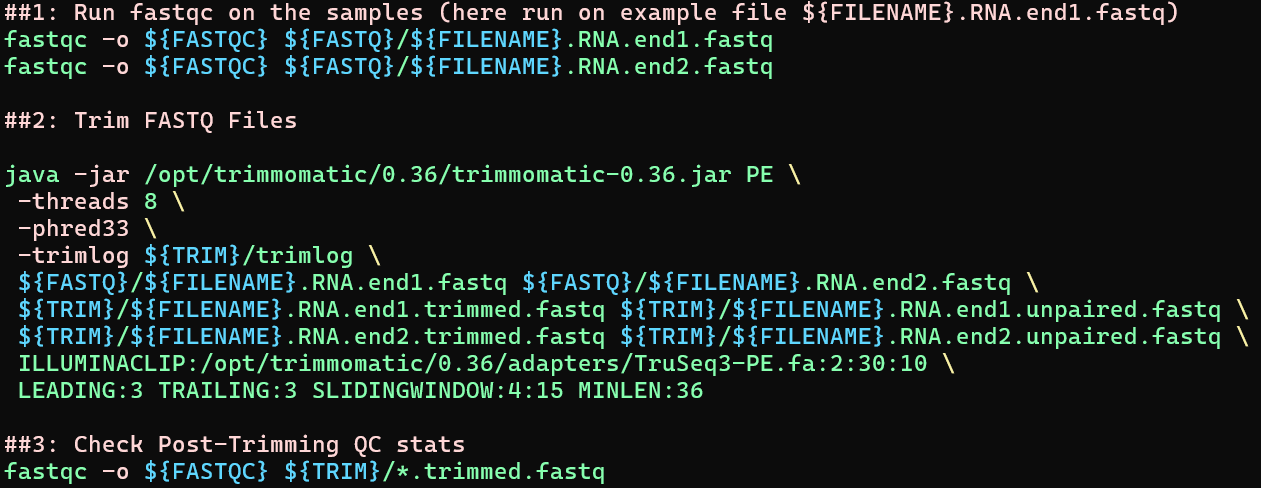 ##1: Run fastqc on the samples (here run on example file ${FILENAME}.RNA.end1.fastq)
fastqc -o ${FASTQC} ${FASTQ}/${FILENAME}.RNA.end1.fastq
fastqc -o ${FASTQC} ${FASTQ}/${FILENAME}.RNA.end2.fastq
##2: Trim FASTQ Files
java -jar /opt/trimmomatic/0.36/trimmomatic-0.36.jar PE \
-threads 8 \
-phred33 \
-trimlog ${TRIM}/trimlog \
${FASTQ}/${FILENAME}.RNA.end1.fastq ${FASTQ}/${FILENAME}.RNA.end2.fastq \
${TRIM}/${FILENAME}.RNA.end1.trimmed.fastq ${TRIM}/${FILENAME}.RNA.end1.unpaired.fastq \
${TRIM}/${FILENAME}.RNA.end2.trimmed.fastq ${TRIM}/${FILENAME}.RNA.end2.unpaired.fastq \
ILLUMINACLIP:/opt/trimmomatic/0.36/adapters/TruSeq3-PE.fa:2:30:10 \
LEADING:3 TRAILING:3 SLIDINGWINDOW:4:15 MINLEN:36
##3: Check Post-Trimming QC stats
fastqc -o ${FASTQC} ${TRIM}/*.trimmed.fastq